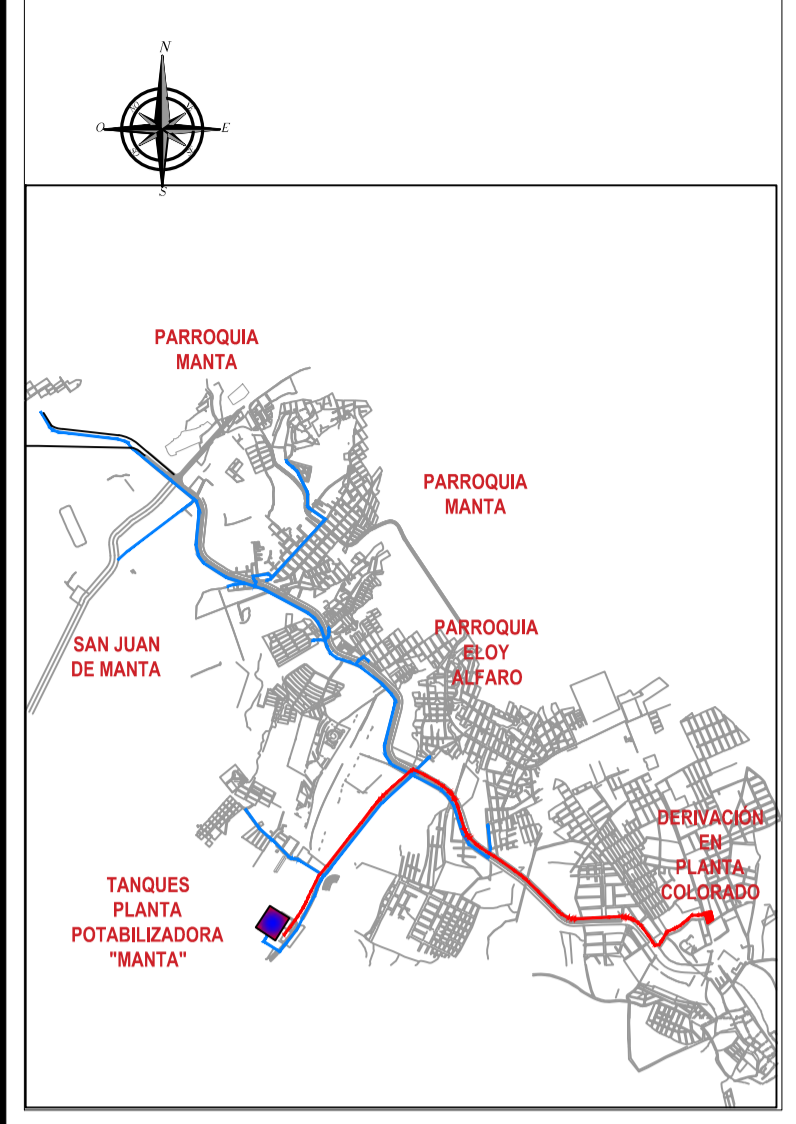 N
O
E
S
PARROQUIA
MANTA
PARROQUIA
MANTA
SAN JUAN
DE MANTA
PARROQUIA
ELOY
ALFARO
DERIVACIÓN
EN
PLANTA
COLORADO
TANQUES
PLANTA
POTABILIZADORA
"MANTA"